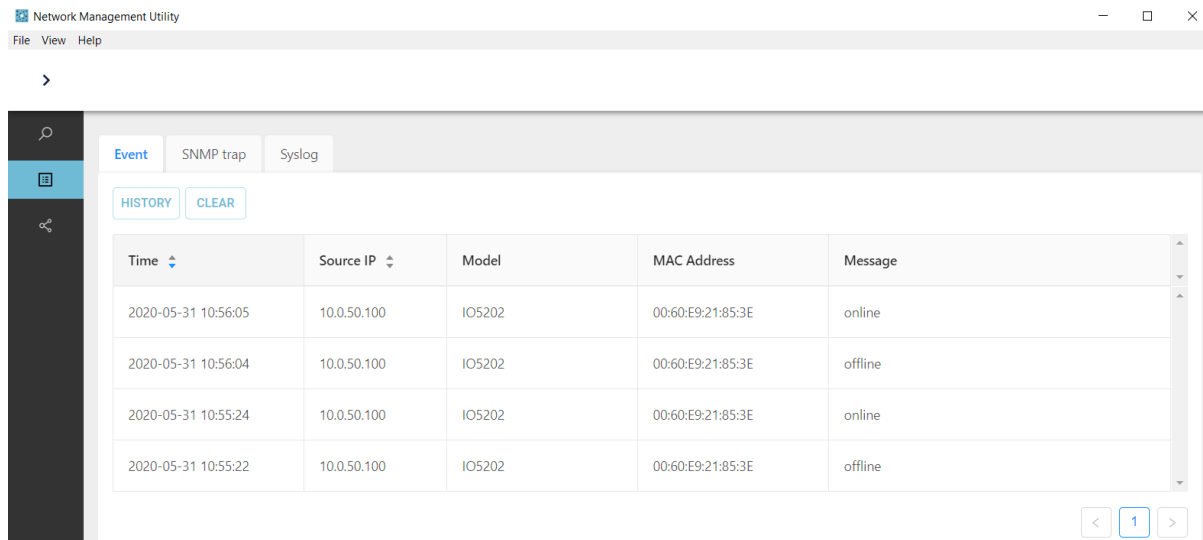 Network Management Utility
File View Help
Event SNMP trap Syslog
HISTORY CLEAR
Time Source IP Model MAC Address Message
2020-05-31 10:56:05 10.0.50.100 IO5202 00:60:E9:21:85:3E online
2020-05-31 10:56:04 10.0.50.100 IO5202 00:60:E9:21:85:3E offline
2020-05-31 10:55:24 10.0.50.100 IO5202 00:60:E9:21:85:3E online
2020-05-31 10:55:22 10.0.50.100 IO5202 00:60:E9:21:85:3E offline
< 1 >